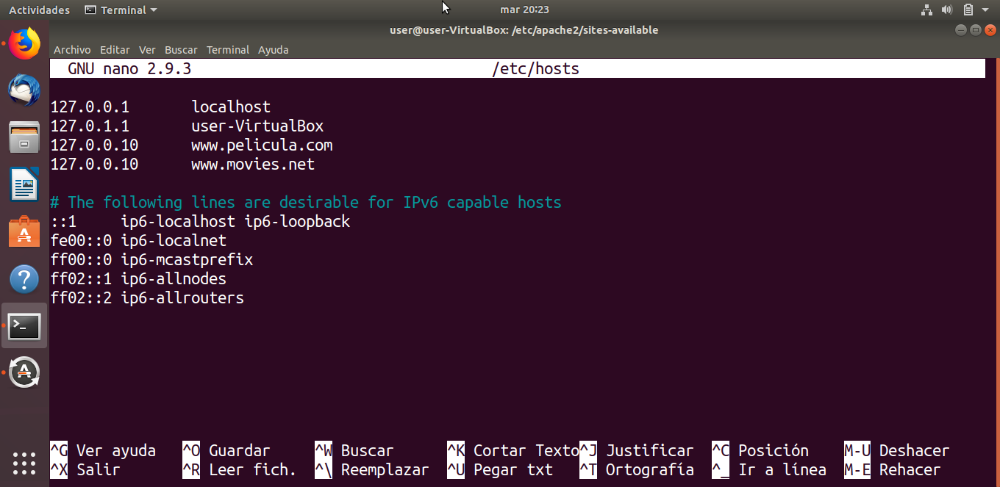 Actividades Terminal mar 20:23
user@user-VirtualBox: /etc/apache2/sites-available
Archivo Editar Ver Buscar Terminal Ayuda
GNU nano 2.9.3 /etc/hosts
127.0.0.1 localhost
127.0.1.1 user-VirtualBox
127.0.0.10 www.pelicula.com
127.0.0.10 www.movies.net
# The following lines are desirable for IPv6 capable hosts
::1 ip6-localhost ip6-loopback
fe00::0 ip6-localnet
ff00::0 ip6-mcastprefix
ff02::1 ip6-allnodes
ff02::2 ip6-allrouters
^G Ver ayuda ^O Guardar ^W Buscar ^K Cortar Texto ^J Justificar ^C Posición M-U Deshacer
^X Salir ^R Leer fich. ^\ Reemplazar ^U Pegar txt ^T Ortografía ^_ Ir a línea M-E Rehacer